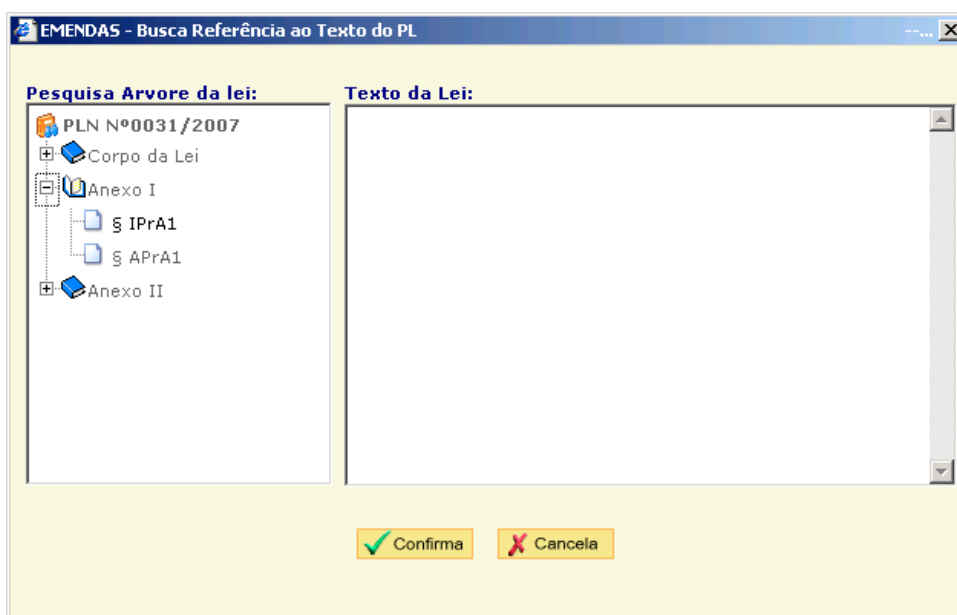 EMENDAS - Busca Referência ao Texto do PL --...
Pesquisa Arvore da lei:
Texto da Lei:
PLN Nº0031/2007
Corpo da Lei
Anexo I
§ IPrA1
§ APrA1
Anexo II
Confirma
Cancela